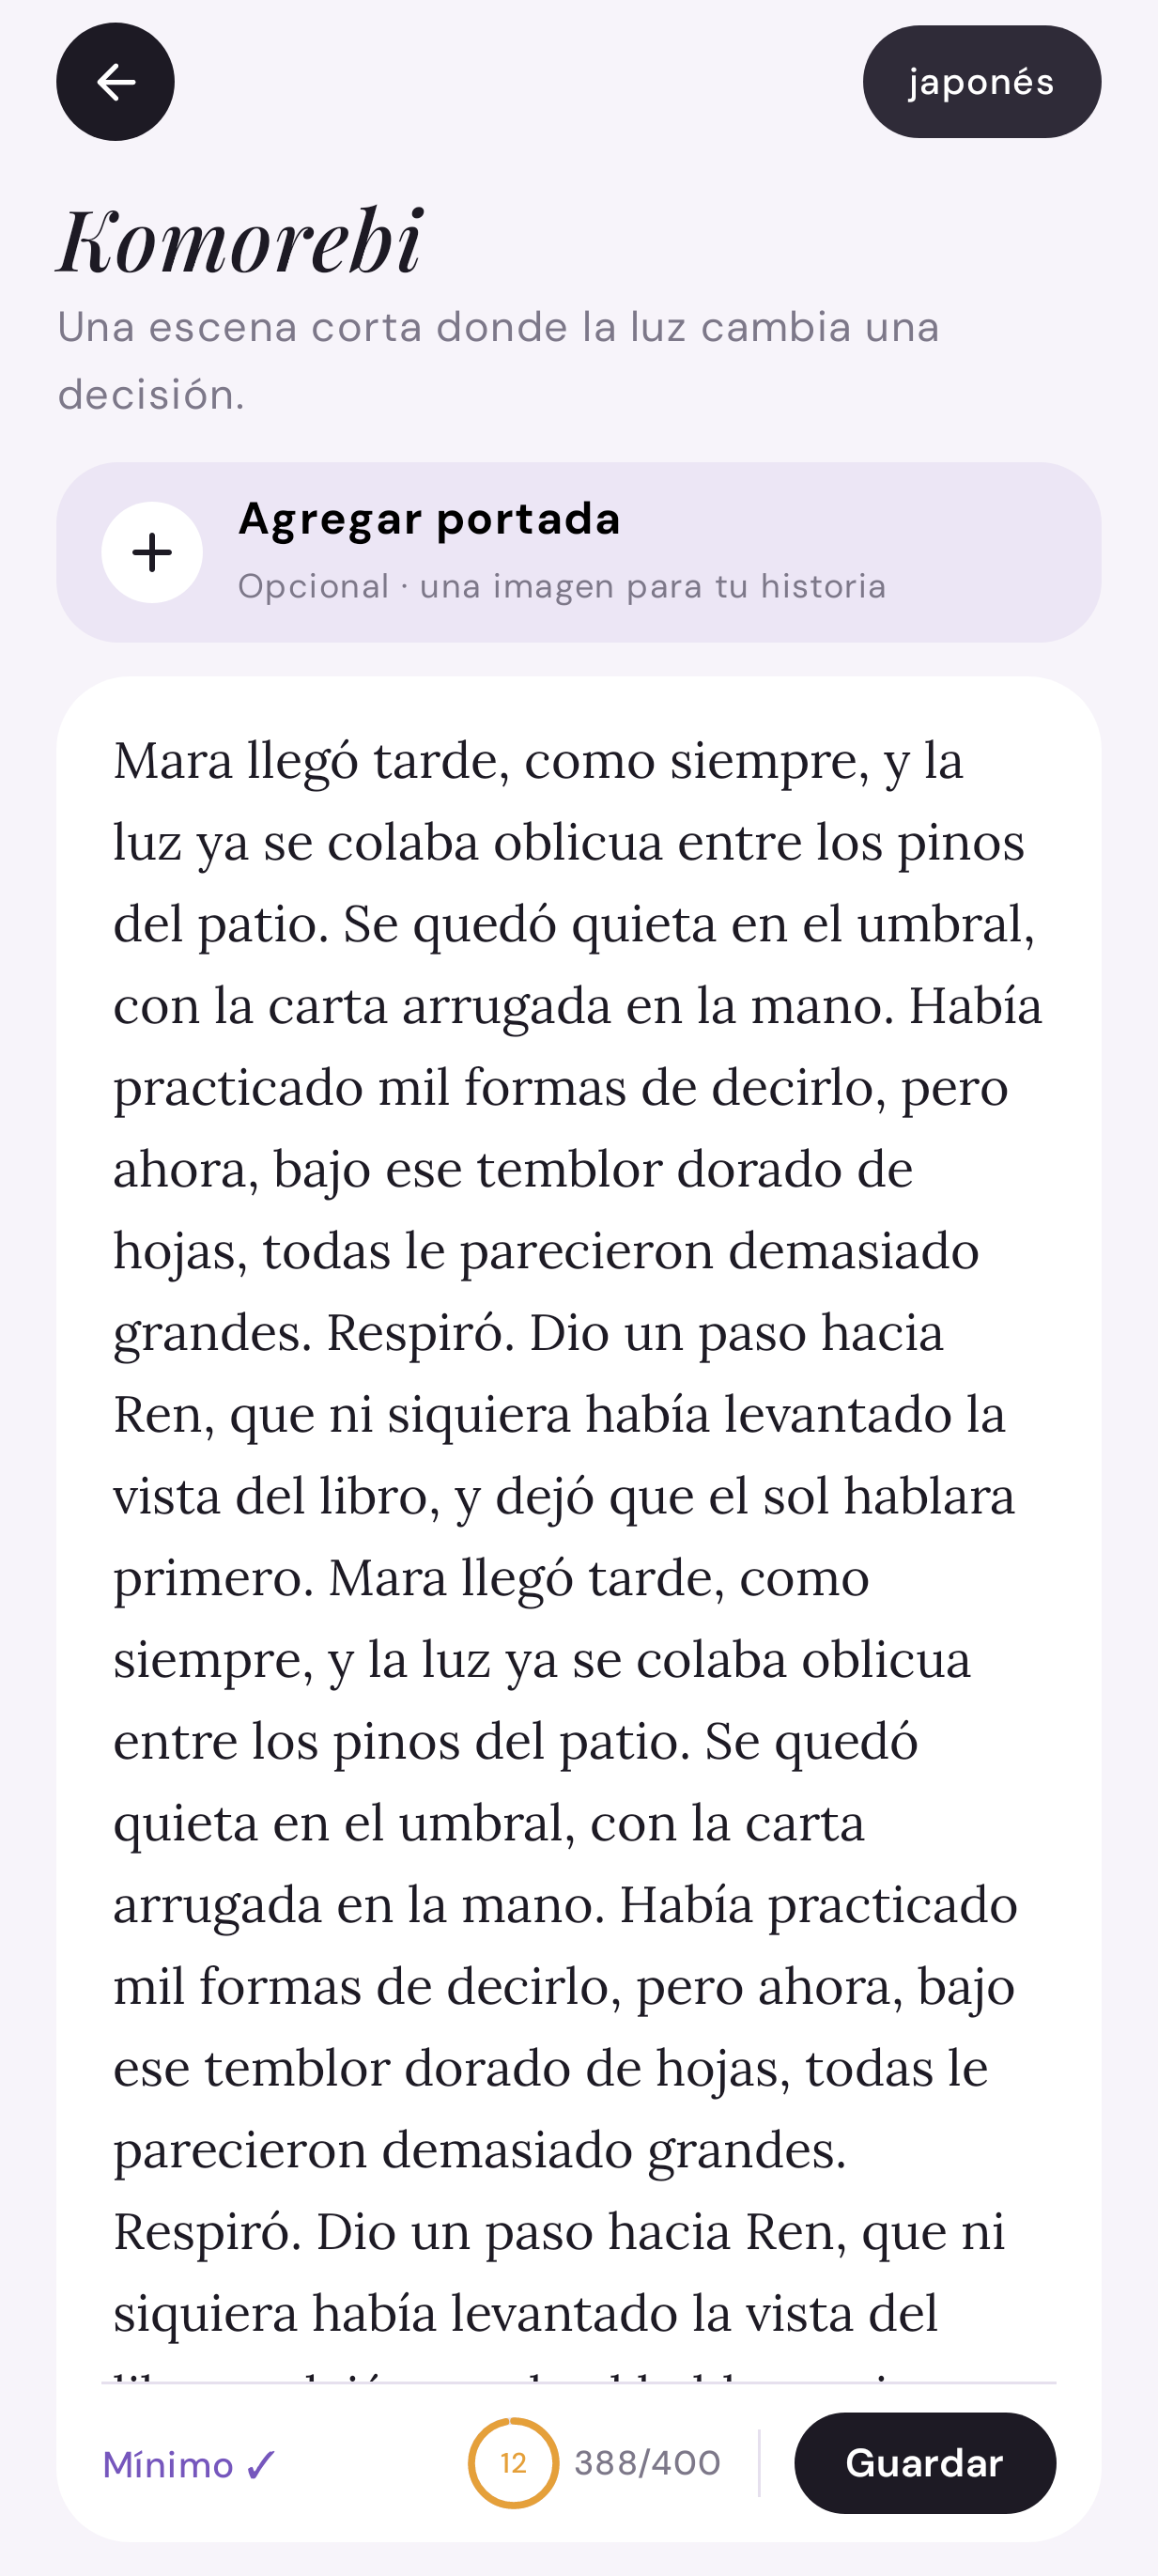 japonés
Komorebi
Una escena corta donde la luz cambia una
decisión.
Agregar portada
Opcional · una imagen para tu historia
Mara llegó tarde, como siempre, y la
luz ya se colaba oblicua entre los pinos
del patio. Se quedó quieta en el umbral,
con la carta arrugada en la mano. Había
practicado mil formas de decirlo, pero
ahora, bajo ese temblor dorado de
hojas, todas le parecieron demasiado
grandes. Respiró. Dio un paso hacia
Ren, que ni siquiera había levantado la
vista del libro, y dejó que el sol hablara
primero. Mara llegó tarde, como
siempre, y la luz ya se colaba oblicua
entre los pinos del patio. Se quedó
quieta en el umbral, con la carta
arrugada en la mano. Había practicado
mil formas de decirlo, pero ahora, bajo
ese temblor dorado de hojas, todas le
parecieron demasiado grandes.
Respiró. Dio un paso hacia Ren, que ni
siquiera había levantado la vista del
Mínimo ✓
12
388/400
Guardar